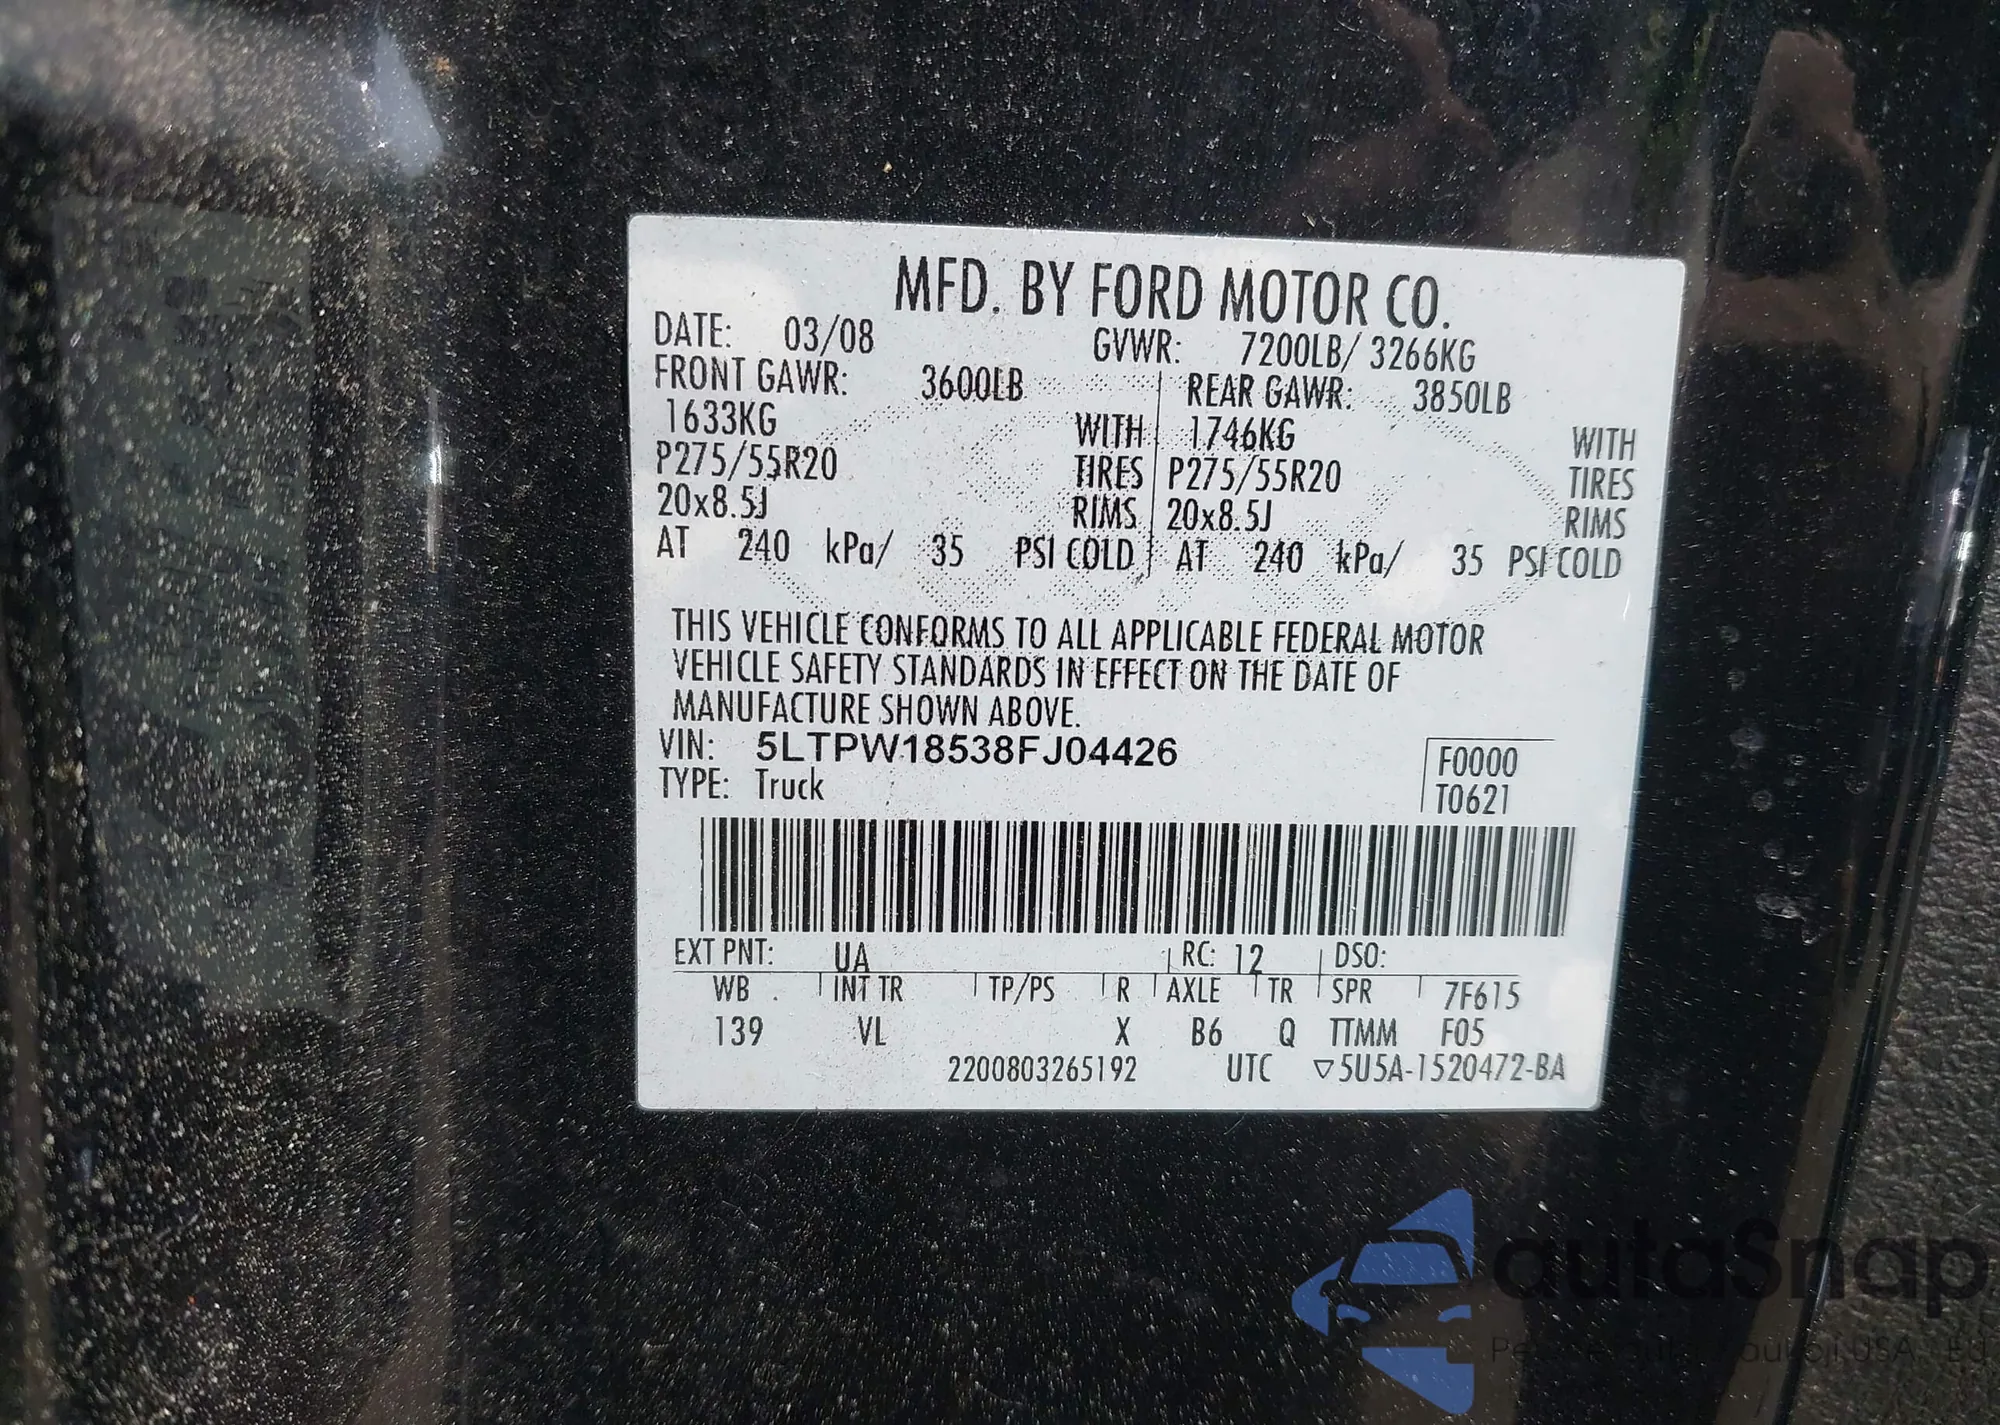 MFD. BY FORD MOTOR CO.
DATE: 03/08 GVWR: 7200LB/ 3266KG
FRONT GAWR: 3600LB REAR GAWR: 3850LB
1633KG WITH 1746KG WITH
P275/55R20 TIRES P275/55R20 TIRES
20x8.5J RIMS 20x8.5J RIMS
AT 240 kPa/ 35 PSI COLD AT 240 kPa/ 35 PSI COLD
THIS VEHICLE CONFORMS TO ALL APPLICABLE FEDERAL MOTOR
VEHICLE SAFETY STANDARDS IN EFFECT ON THE DATE OF
MANUFACTURE SHOWN ABOVE.
VIN: 5LTPW18538FJ04426 F0000
TYPE: Truck T0621
EXT PNT: UA RC: 12 DSO:
WB INT TR TP/PS R AXLE TR SPR 7F615
139 VL X B6 Q TTMM F05
2200803265192 UTC ▽5U5A-1520472-BA
autaSnap
USA